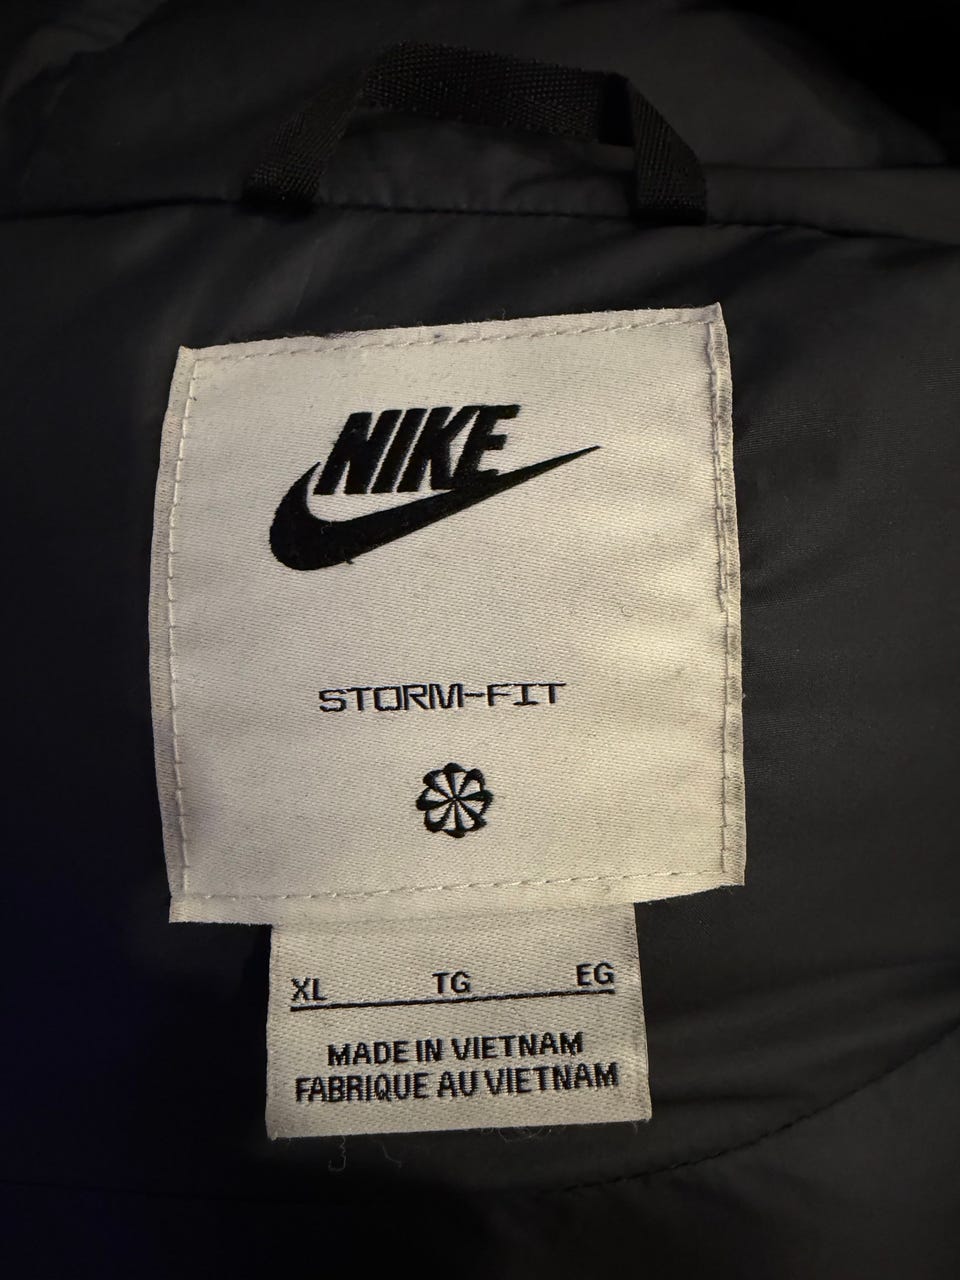 NIKE
STORM-FIT
XL TG EG
MADE IN VIETNAM
FABRIQUE AU VIETNAM